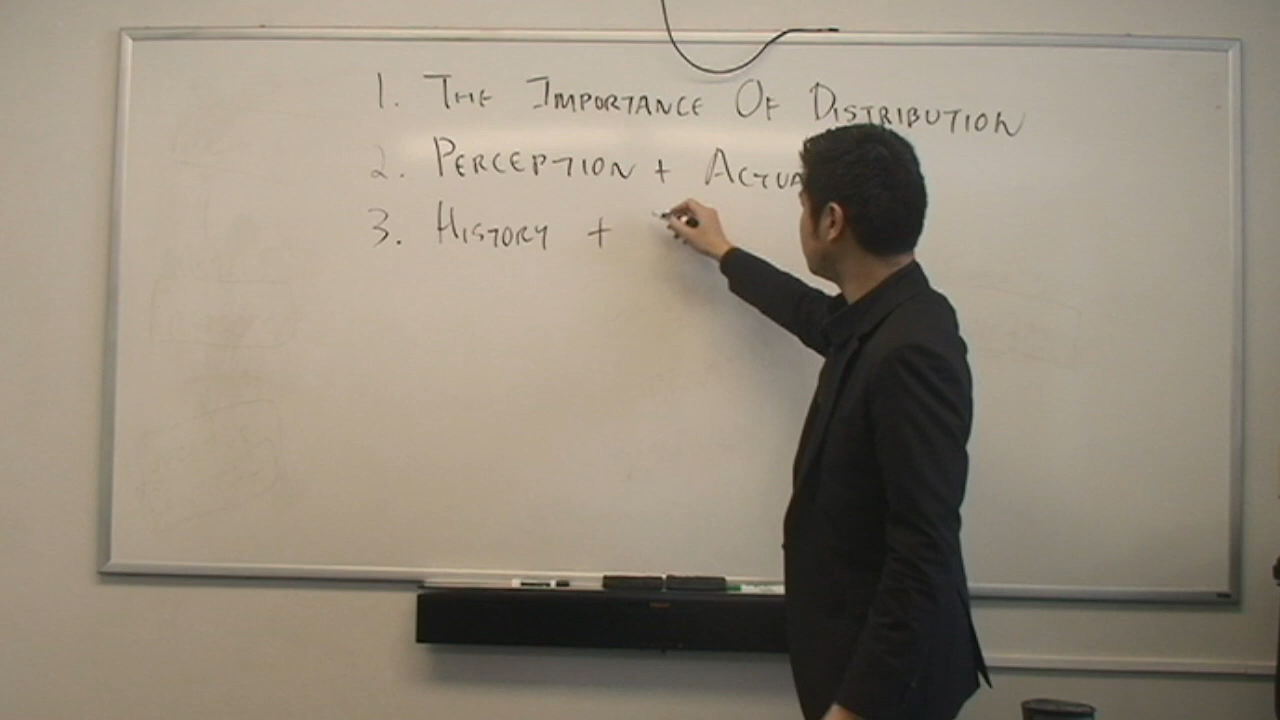 1. THE IMPORTANCE OF DISTRIBUTION
2. PERCEPTION + ACTUA
3. HISTORY +